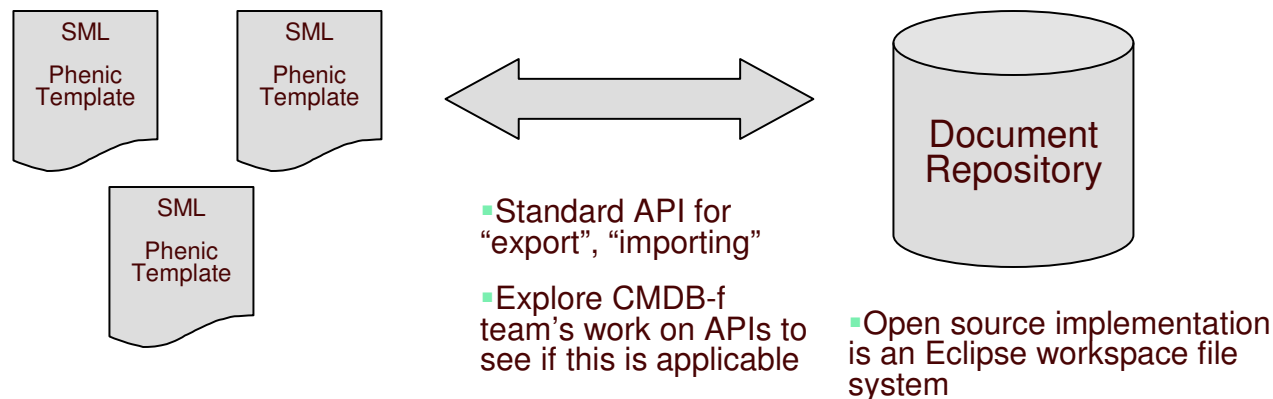 SML
Phenic
Template
SML
Phenic
Template
SML
Phenic
Template
▪Standard API for
“export”, “importing”
▪Explore CMDB-f
team’s work on APIs to
see if this is applicable
Document
Repository
▪Open source implementation
is an Eclipse workspace file
system